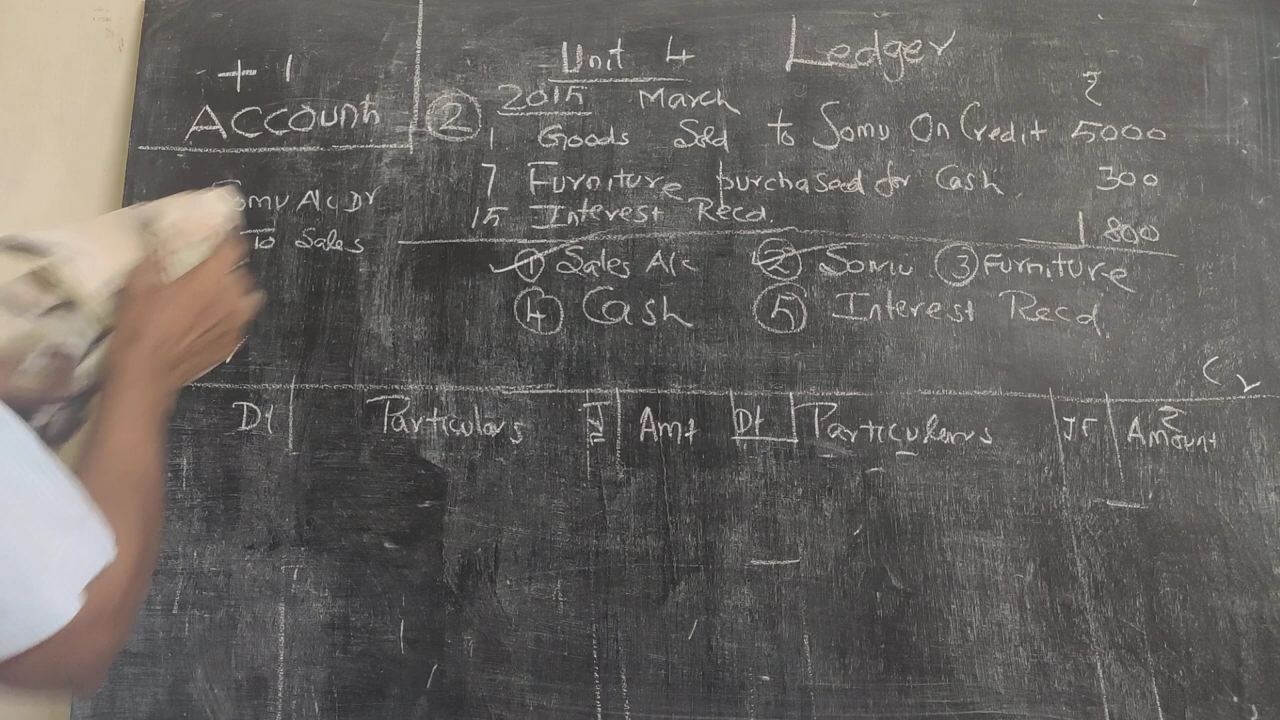 +1
ACCount
Unit 4 Ledger
₹
② 2015 March
1 Goods Sold to Somu On Credit 5000
7 Furniture purchased for Cash 300
15 Interest Recd. 1800
Somu A/c Dr
To Sales
① Sales A/c ② Somu ③ Furniture
④ Cash ⑤ Interest Recd.
Cr
Dt Particulars JF Amt Dt Particulars JF Amount ₹